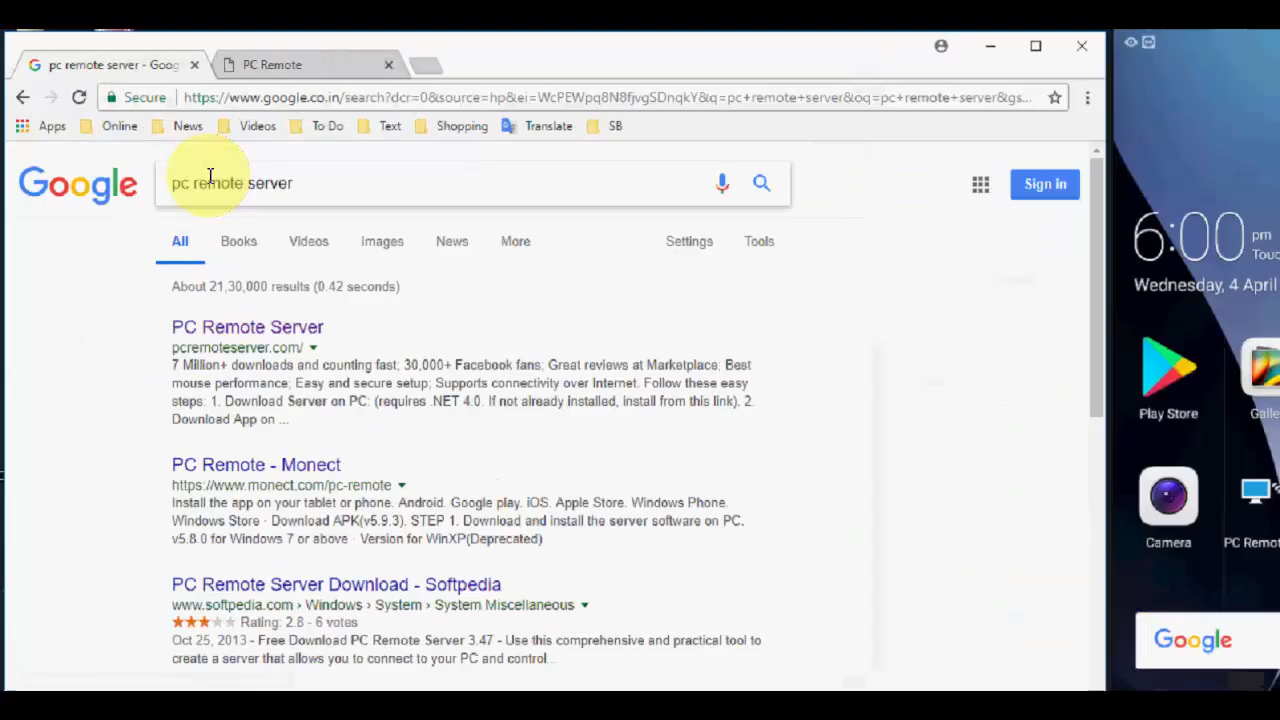 pc remote server - Goog
PC Remote
Secure
https://www.google.co.in/search?dcr=0&source=hp&ei=WcPEWpq8N8fjvgSDnqkY&q=pc+remote+server&oq=pc+remote+server&gs...
Apps Online News Videos To Do Text Shopping Translate SB
Google
pc remote server
Sign in
All Books Videos Images News More Settings Tools
About 21,30,000 results (0.42 seconds)
PC Remote Server
pcremoteserver.com/
7 Million+ downloads and counting fast; 30,000+ Facebook fans; Great reviews at Marketplace; Best
mouse performance; Easy and secure setup; Supports connectivity over Internet. Follow these easy
steps: 1. Download Server on PC: (requires .NET 4.0. If not already installed, install from this link). 2.
Download App on ...
PC Remote - Monect
https://www.monect.com/pc-remote
Install the app on your tablet or phone. Android. Google play. iOS. Apple Store. Windows Phone.
Windows Store · Download APK(v5.9.3). STEP 1. Download and Install the server software on PC.
v5.8.0 for Windows 7 or above · Version for WinXP(Deprecated)
PC Remote Server Download - Softpedia
www.softpedia.com › Windows › System › System Miscellaneous
Rating: 2.8 - 6 votes
Oct 25, 2013 - Free Download PC Remote Server 3.47 - Use this comprehensive and practical tool to
create a server that allows you to connect to your PC and control...
6:00 pm
Touc
Wednesday, 4 April
Play Store
Galle
Camera
PC Remot
Google